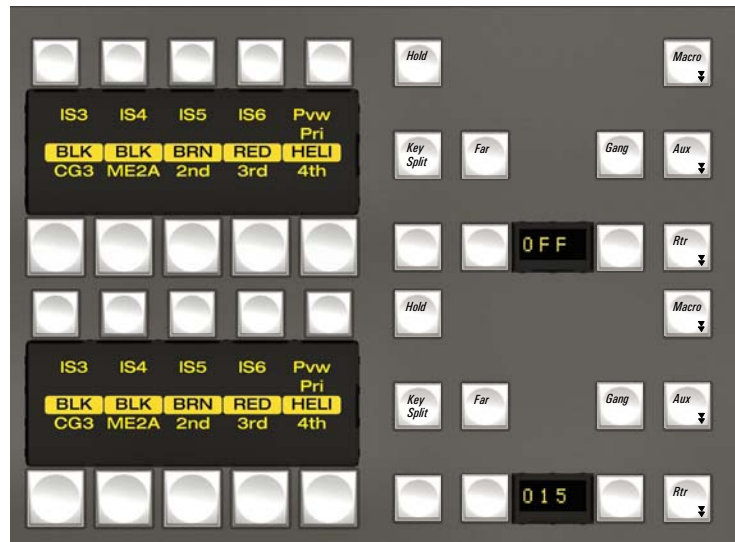 Hold
Macro
IS3 IS4 IS5 IS6 Pvw
Pri
BLK BLK BRN RED HELI
CG3 ME2A 2nd 3rd 4th
Key
Split
Far
Gang
Aux
OFF
Rtr
Hold
Macro
IS3 IS4 IS5 IS6 Pvw
Pri
BLK BLK BRN RED HELI
CG3 ME2A 2nd 3rd 4th
Key
Split
Far
Gang
Aux
015
Rtr